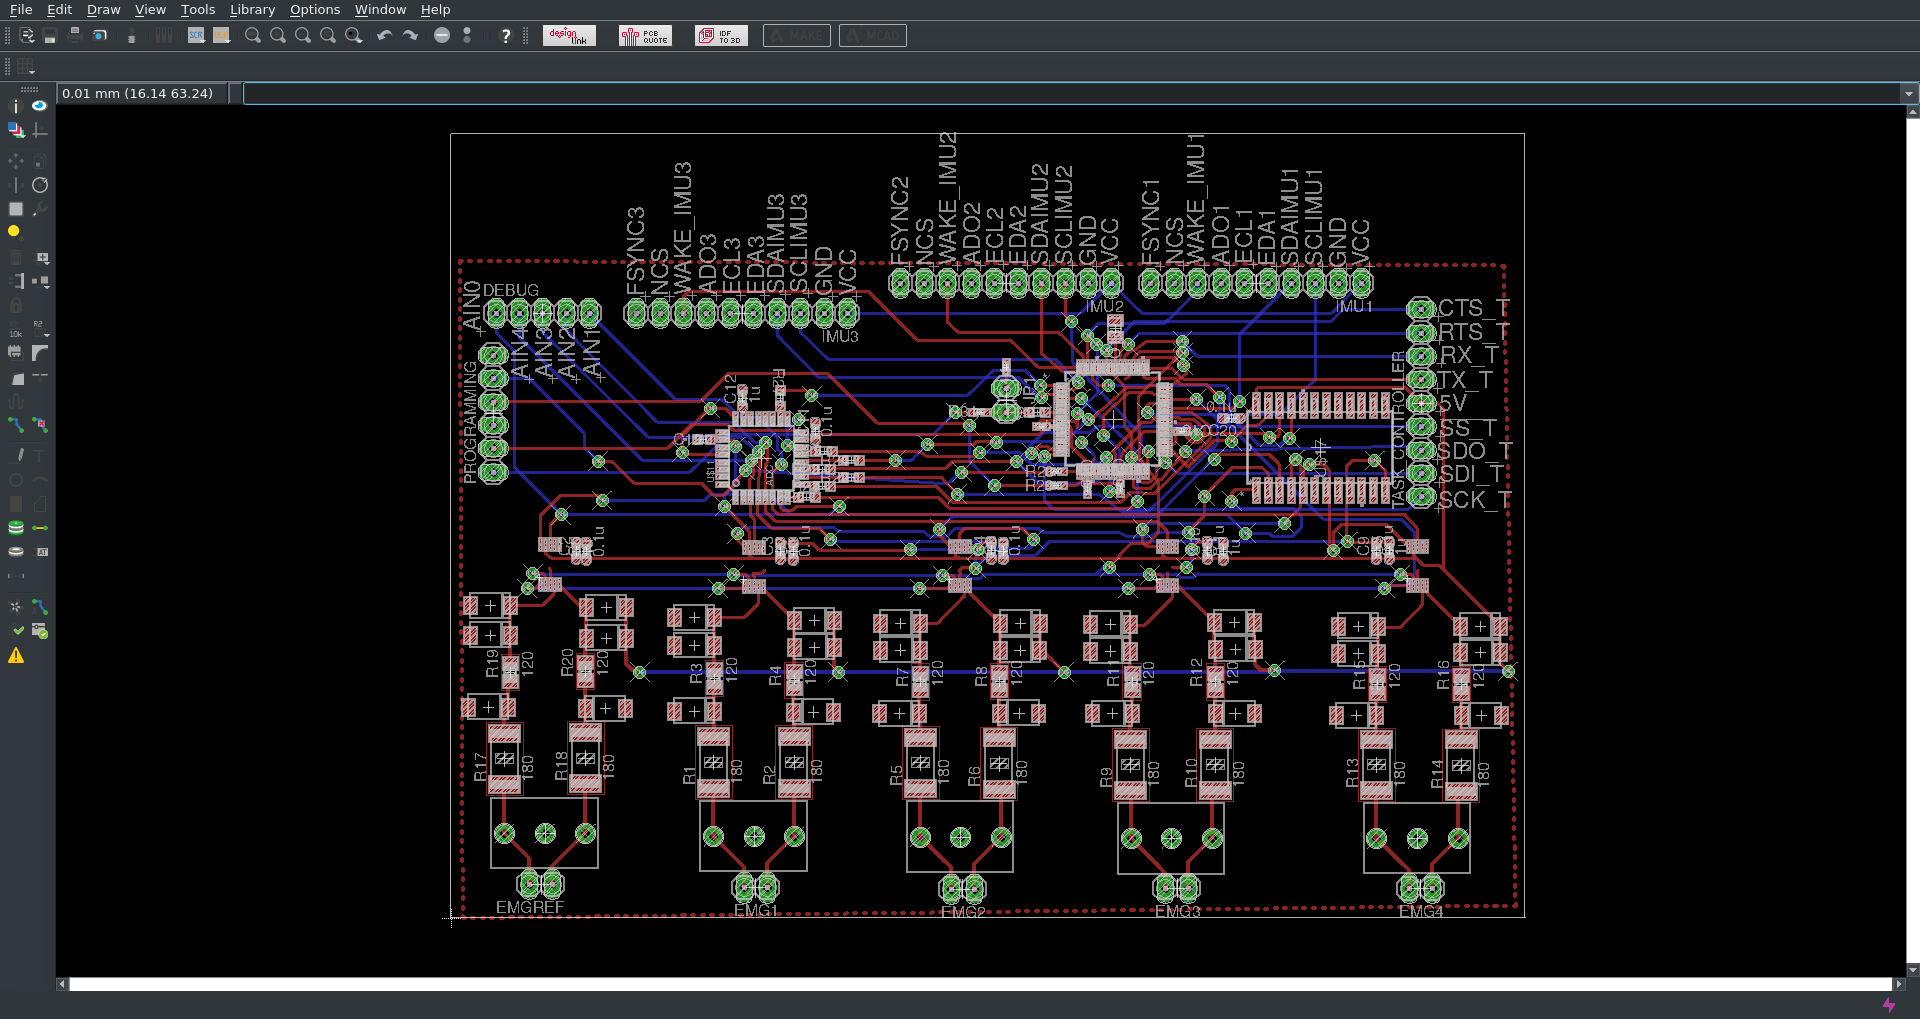 File Edit Draw View Tools Library Options Window Help
design link
PCB QUOTE
IDF TO 3D
MAKE
MCAD
0.01 mm (16.14 63.24)
FSYNC3
NCS
WAKE_IMU3
ADO3
ECL3
EDA3
SDAIMU3
SCLIMU3
GND
VCC
FSYNC2
NCS
WAKE_IMU2
ADO2
ECL2
EDA2
SDAIMU2
SCLIMU2
GND
VCC
FSYNC1
NCS
WAKE_IMU1
ADO1
ECL1
EDA1
SDAIMU1
SCLIMU1
GND
VCC
AIN0
DEBUG
IMU3
IMU2
IMU1
AIN4
AIN3
AIN2
AIN1
PROGRAMMING
TASK CONTROLLER
CTS_T
RTS_T
RX_T
TX_T
5V
SS_T
SDO_T
SDI_T
SCK_T
C12
JP1
0.1u
0.1u
0.1u
0.1u
C9
R19
120
R20
120
R3
120
R4
120
R7
120
R8
120
R11
120
R12
120
R15
120
R16
120
R17
180
R18
180
R1
180
R2
180
R5
180
R6
180
R9
180
R10
180
R13
180
R14
180
EMGREF
EMG1
EMG2
EMG3
EMG4